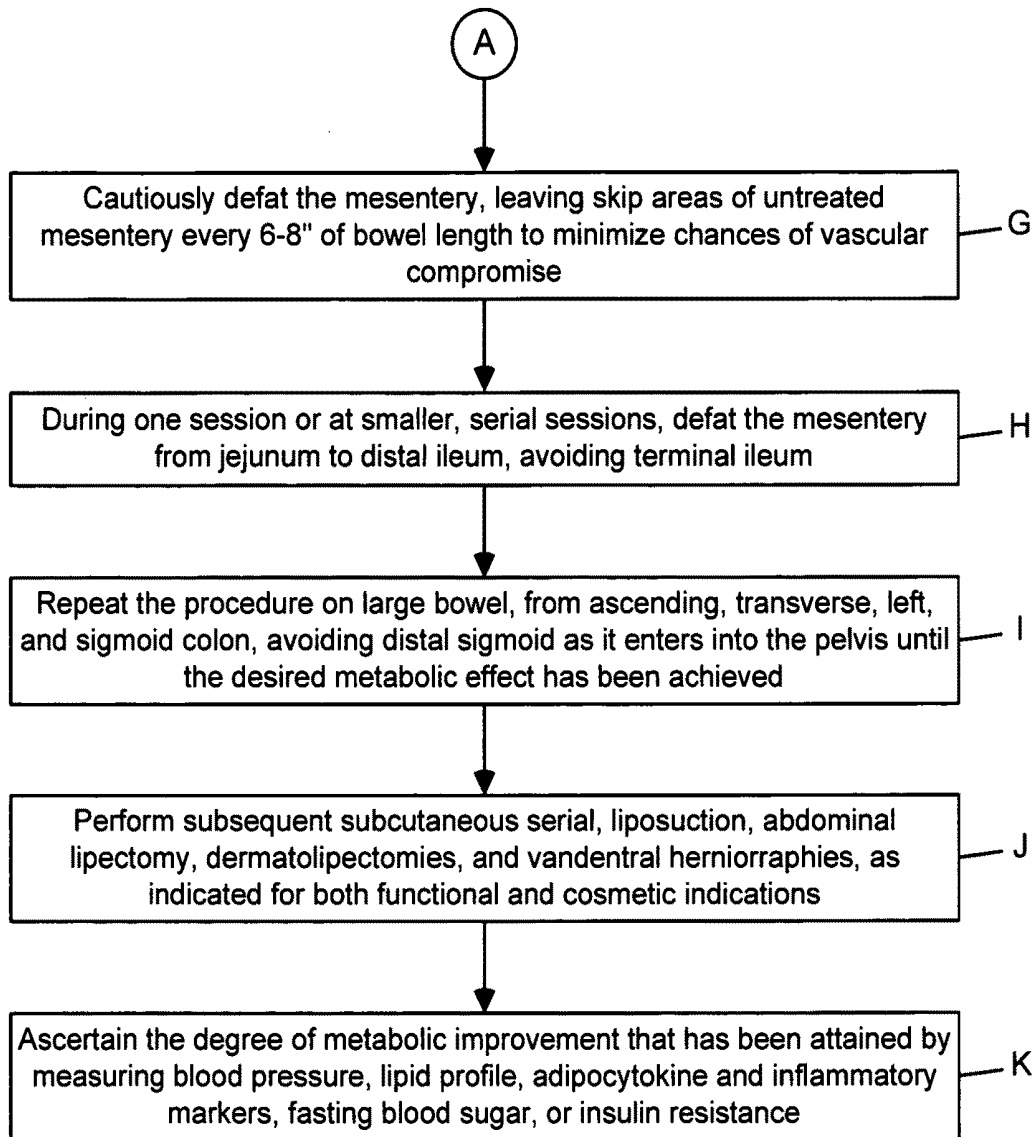 A
Cautiously defat the mesentery, leaving skip areas of untreated
mesentery every 6-8" of bowel length to minimize chances of vascular
compromise
G
During one session or at smaller, serial sessions, defat the mesentery
from jejunum to distal ileum, avoiding terminal ileum
H
Repeat the procedure on large bowel, from ascending, transverse, left,
and sigmoid colon, avoiding distal sigmoid as it enters into the pelvis until
the desired metabolic effect has been achieved
I
Perform subsequent subcutaneous serial, liposuction, abdominal
lipectomy, dermatolipectomies, and vandentral herniorraphies, as
indicated for both functional and cosmetic indications
J
Ascertain the degree of metabolic improvement that has been attained by
measuring blood pressure, lipid profile, adipocytokine and inflammatory
markers, fasting blood sugar, or insulin resistance
K